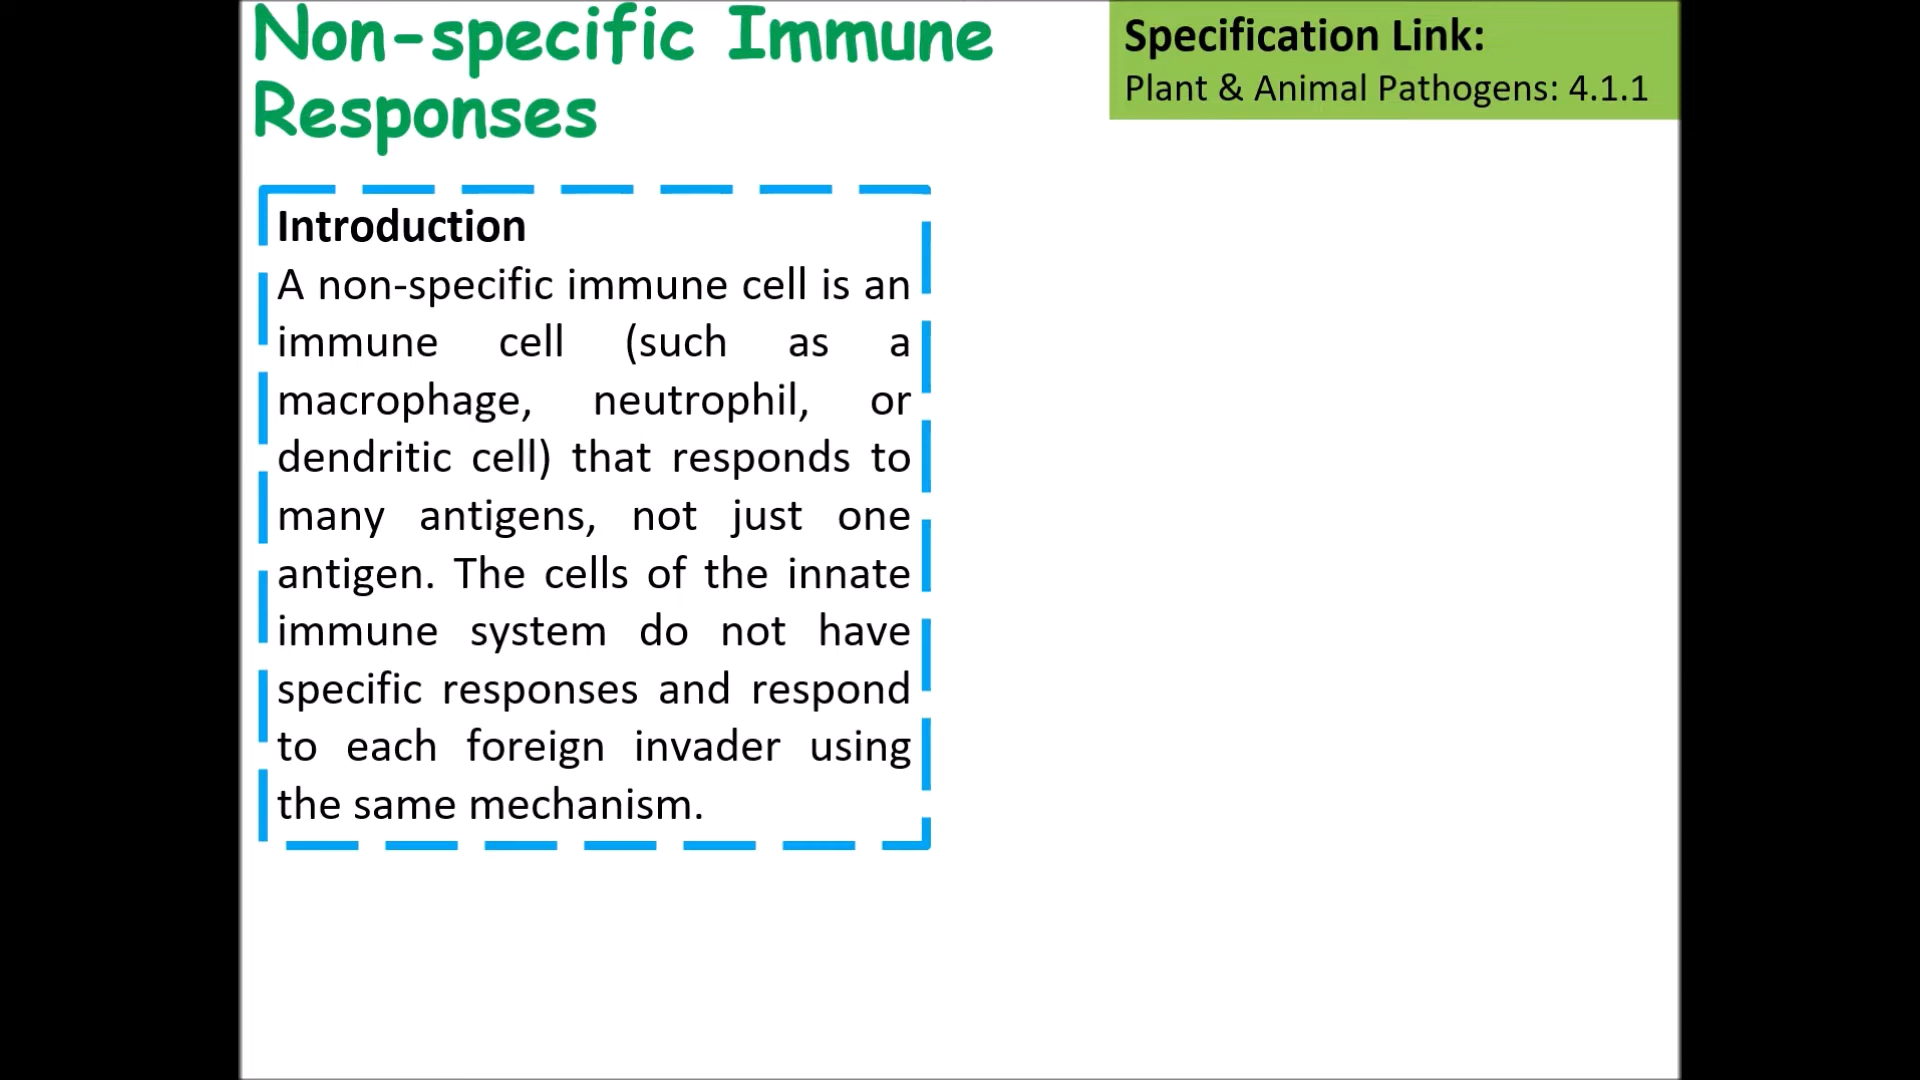 Non-specific Immune
Responses
Specification Link:
Plant & Animal Pathogens: 4.1.1
Introduction
A non-specific immune cell is an
immune cell (such as a
macrophage, neutrophil, or
dendritic cell) that responds to
many antigens, not just one
antigen. The cells of the innate
immune system do not have
specific responses and respond
to each foreign invader using
the same mechanism.